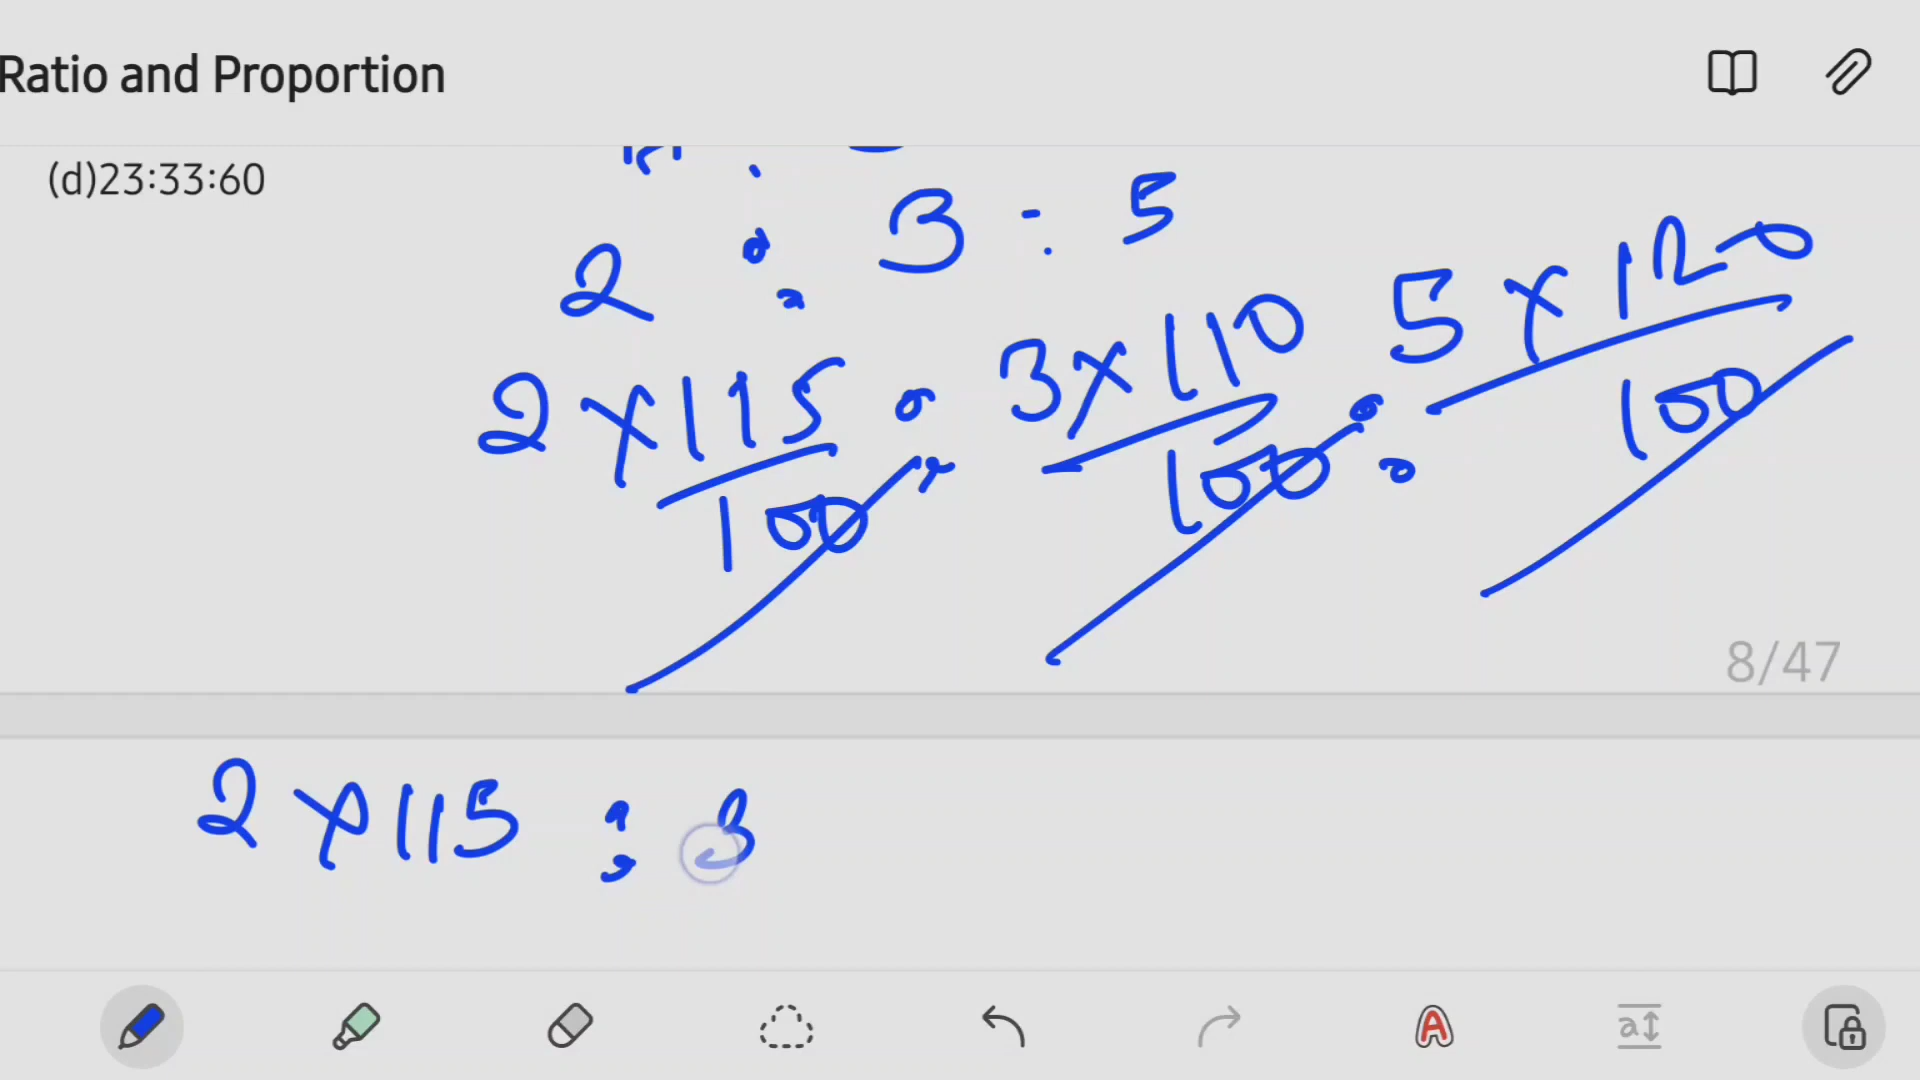 Ratio and Proportion
(d)23:33:60
2 : 3 : 5
2×115/100 : 3×110/100 : 5×120/100
8/47
2×115 : 3